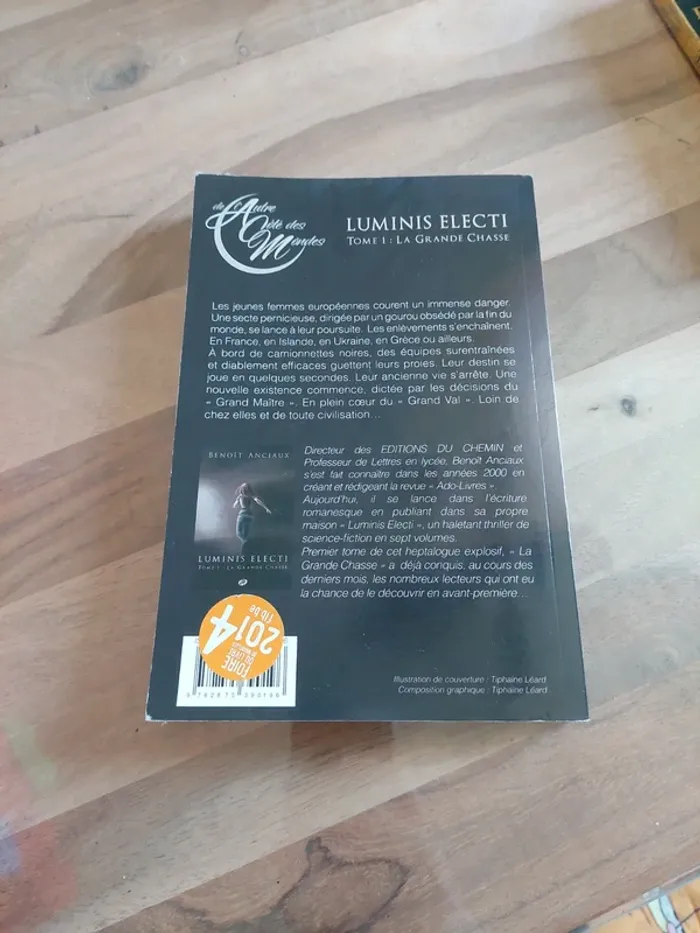 de l'Autre
Côté des
Mondes
LUMINIS ELECTI
TOME 1 : LA GRANDE CHASSE
Les jeunes femmes européennes courent un immense danger.
Une secte pernicieuse, dirigée par un gourou obsédé par la fin du
monde, se lance à leur poursuite. Les enlèvements s'enchaînent.
En France, en Islande, en Ukraine, en Grèce ou ailleurs.
À bord de camionnettes noires, des équipes surentraînées
et diablement efficaces guettent leurs proies. Leur destin se
joue en quelques secondes. Leur ancienne vie s'arrête. Une
nouvelle existence commence, dictée par les décisions du
« Grand Maître ». En plein cœur du « Grand Val ». Loin de
chez elles et de toute civilisation…
BENOÎT ANCIAUX
LUMINIS ELECTI
TOME 1 : LA GRANDE CHASSE
Directeur des EDITIONS DU CHEMIN et
Professeur de Lettres en lycée, Benoît Anciaux
s'est fait connaître dans les années 2000 en
créant et rédigeant la revue « Ado-Livres ».
Aujourd'hui, il se lance dans l'écriture
romanesque en publiant dans sa propre
maison « Luminis Electi », un haletant thriller de
science-fiction en sept volumes.
Premier tome de cet heptalogue explosif, « La
Grande Chasse » a déjà conquis, au cours des
derniers mois, les nombreux lecteurs qui ont eu
la chance de le découvrir en avant-première…
FOIRE
DU LIVRE
DE BRUXELLES
2014
flb.be
Illustration de couverture : Tiphaine Léard
Composition graphique : Tiphaine Léard